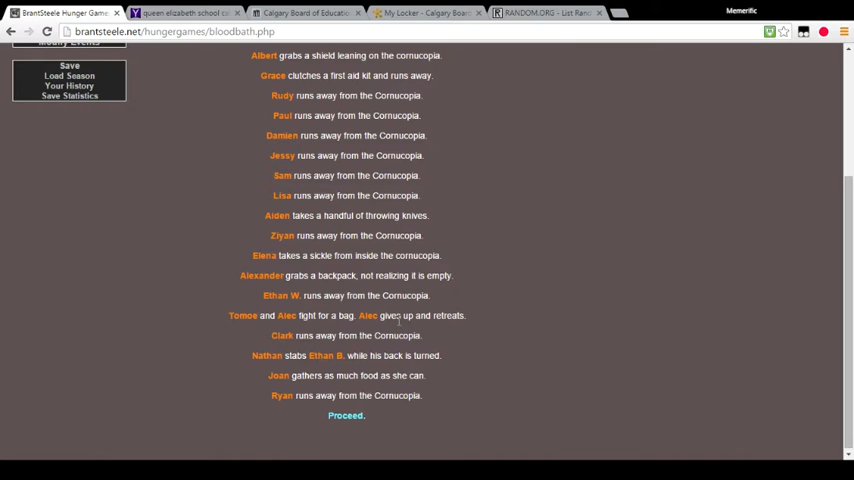 Memerific
BrantSteele Hunger Game
queen elizabeth school cal
Calgary Board of Education
My Locker - Calgary Board
RANDOM.ORG - List Rand
brantsteele.net/hungergames/bloodbath.php
Modify Events
Save
Load Season
Your History
Save Statistics
Albert grabs a shield leaning on the cornucopia.
Grace clutches a first aid kit and runs away.
Rudy runs away from the Cornucopia.
Paul runs away from the Cornucopia.
Damien runs away from the Cornucopia.
Jessy runs away from the Cornucopia.
Sam runs away from the Cornucopia.
Lisa runs away from the Cornucopia.
Aiden takes a handful of throwing knives.
Ziyan runs away from the Cornucopia.
Elena takes a sickle from inside the cornucopia.
Alexander grabs a backpack, not realizing it is empty.
Ethan W. runs away from the Cornucopia.
Tomoe and Alec fight for a bag. Alec gives up and retreats.
Clark runs away from the Cornucopia.
Nathan stabs Ethan B. while his back is turned.
Joan gathers as much food as she can.
Ryan runs away from the Cornucopia.
Proceed.